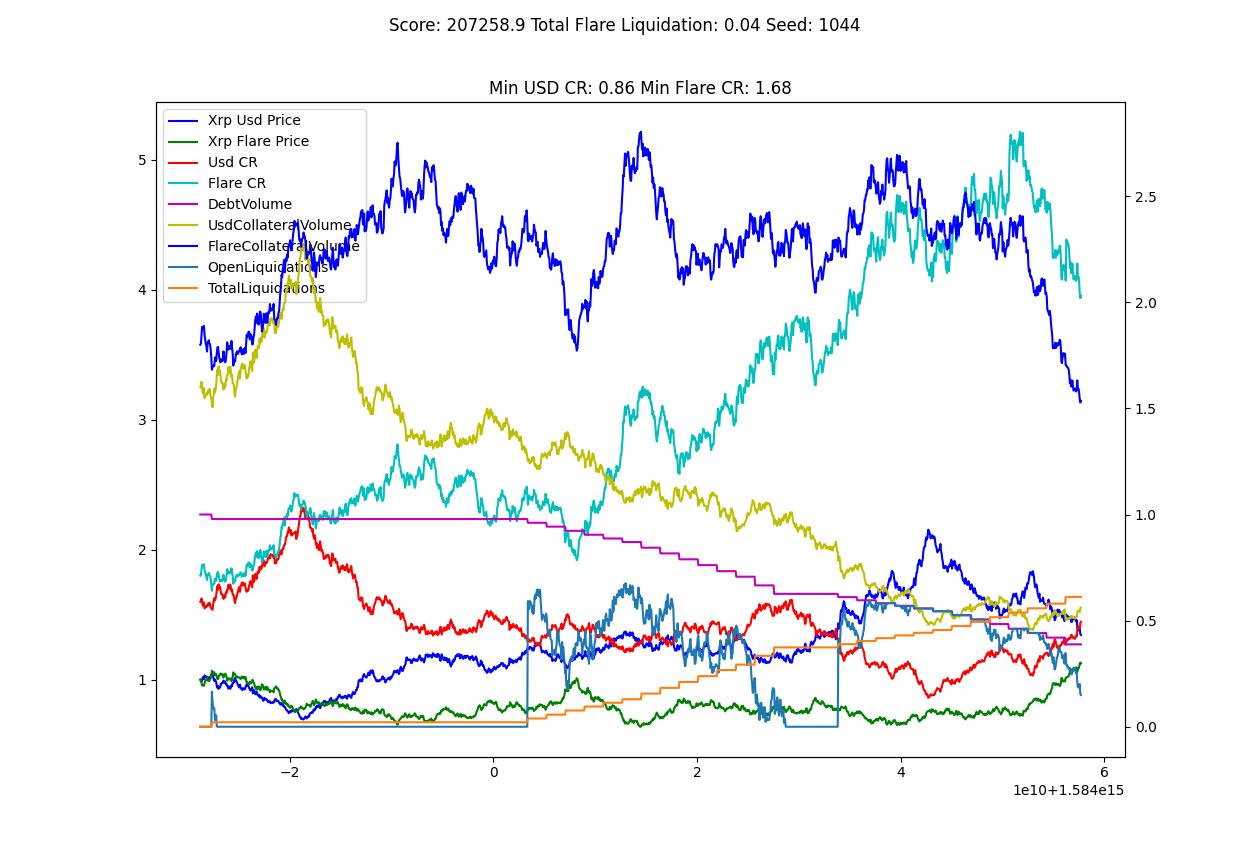 Score: 207258.9 Total Flare Liquidation: 0.04 Seed: 1044
Min USD CR: 0.86 Min Flare CR: 1.68
Xrp Usd Price
Xrp Flare Price
Usd CR
Flare CR
DebtVolume
UsdCollateralVolume
FlareCollateralVolume
OpenLiquidations
TotalLiquidations
5
4
3
2
1
2.5
2.0
1.5
1.0
0.5
0.0
−2 0 2 4 6
1e10+1.584e15